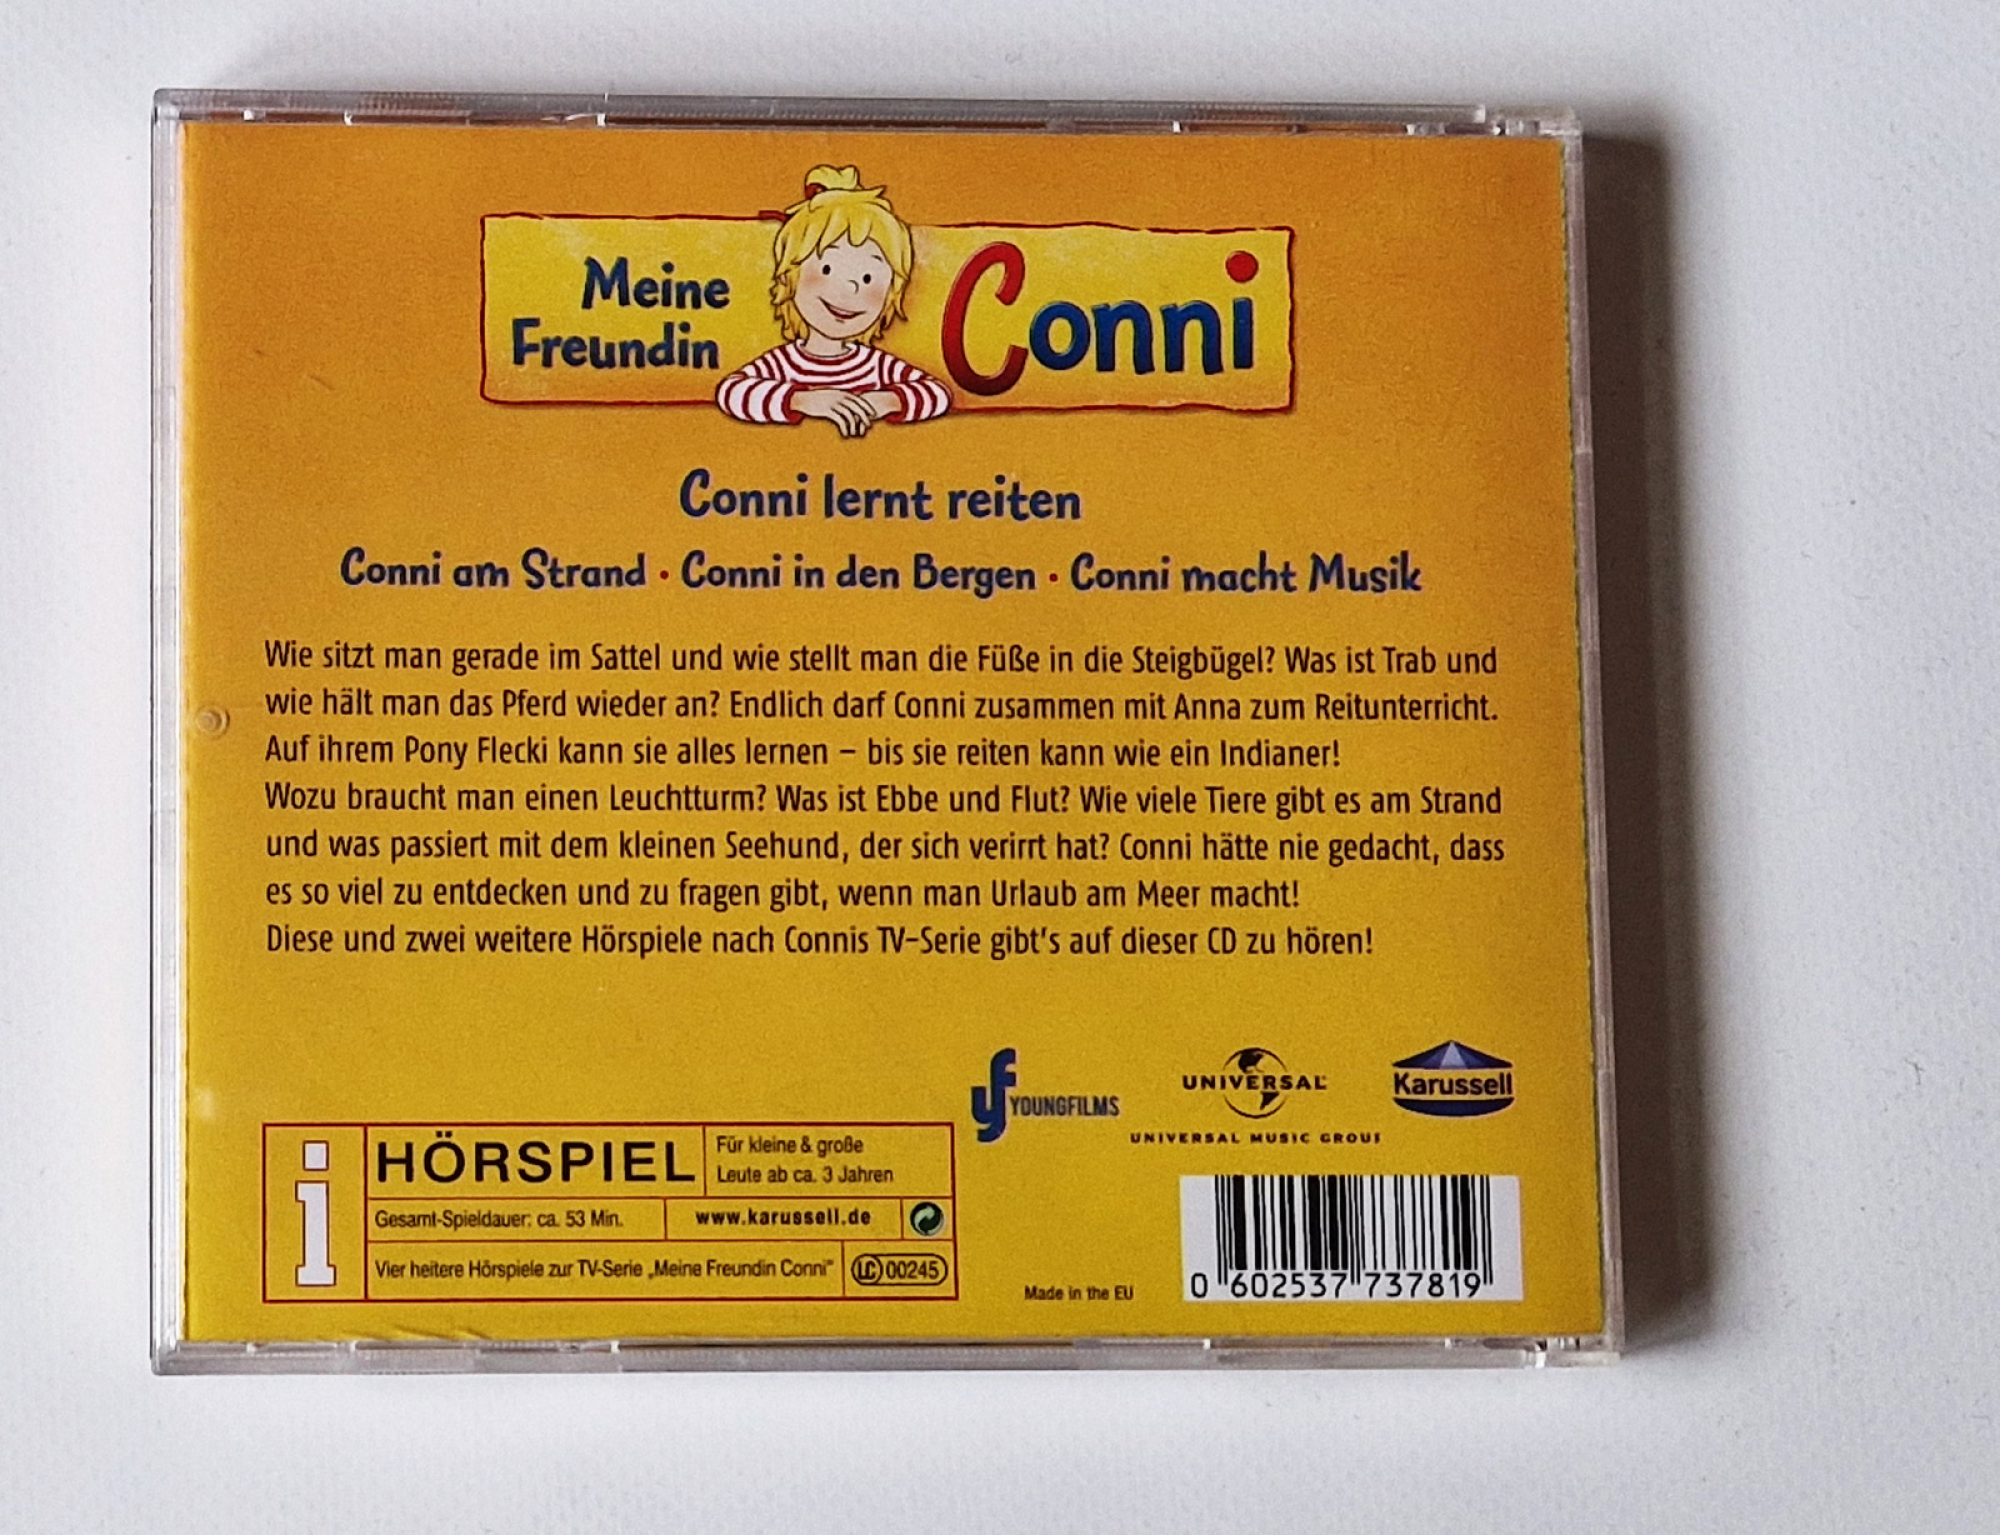 Meine
Freundin
Conni
Conni lernt reiten
Conni am Strand • Conni in den Bergen • Conni macht Musik
Wie sitzt man gerade im Sattel und wie stellt man die Füße in die Steigbügel? Was ist Trab und
wie hält man das Pferd wieder an? Endlich darf Conni zusammen mit Anna zum Reitunterricht.
Auf ihrem Pony Flecki kann sie alles lernen – bis sie reiten kann wie ein Indianer!
Wozu braucht man einen Leuchtturm? Was ist Ebbe und Flut? Wie viele Tiere gibt es am Strand
und was passiert mit dem kleinen Seehund, der sich verirrt hat? Conni hätte nie gedacht, dass
es so viel zu entdecken und zu fragen gibt, wenn man Urlaub am Meer macht!
Diese und zwei weitere Hörspiele nach Connis TV-Serie gibt's auf dieser CD zu hören!
yf YOUNGFILMS
UNIVERSAL
UNIVERSAL MUSIC GROUP
Karussell
i
HÖRSPIEL
Für kleine & große
Leute ab ca. 3 Jahren
Gesamt-Spieldauer: ca. 53 Min.
www.karussell.de
Vier heitere Hörspiele zur TV-Serie „Meine Freundin Conni"
LC 00245
Made in the EU
0 602537 737819